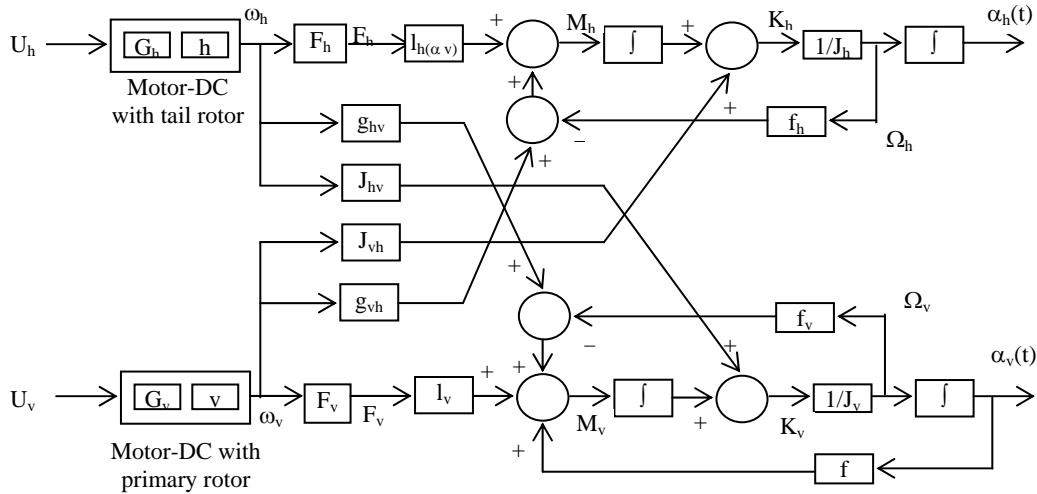 U_h
G_h h
ω_h
F_h
F_h
l_h(α v)
+
+
M_h
∫
+
+
K_h
1/J_h
∫
α_h(t)
Motor-DC
with tail rotor
+
−
f_h
Ω_h
g_hv
J_hv
J_vh
g_vh
+
−
f_v
Ω_v
U_v
G_v v
ω_v
F_v
F_v
l_v
+
+
+
M_v
∫
+
+
K_v
1/J_v
∫
α_v(t)
f
Motor-DC with
primary rotor